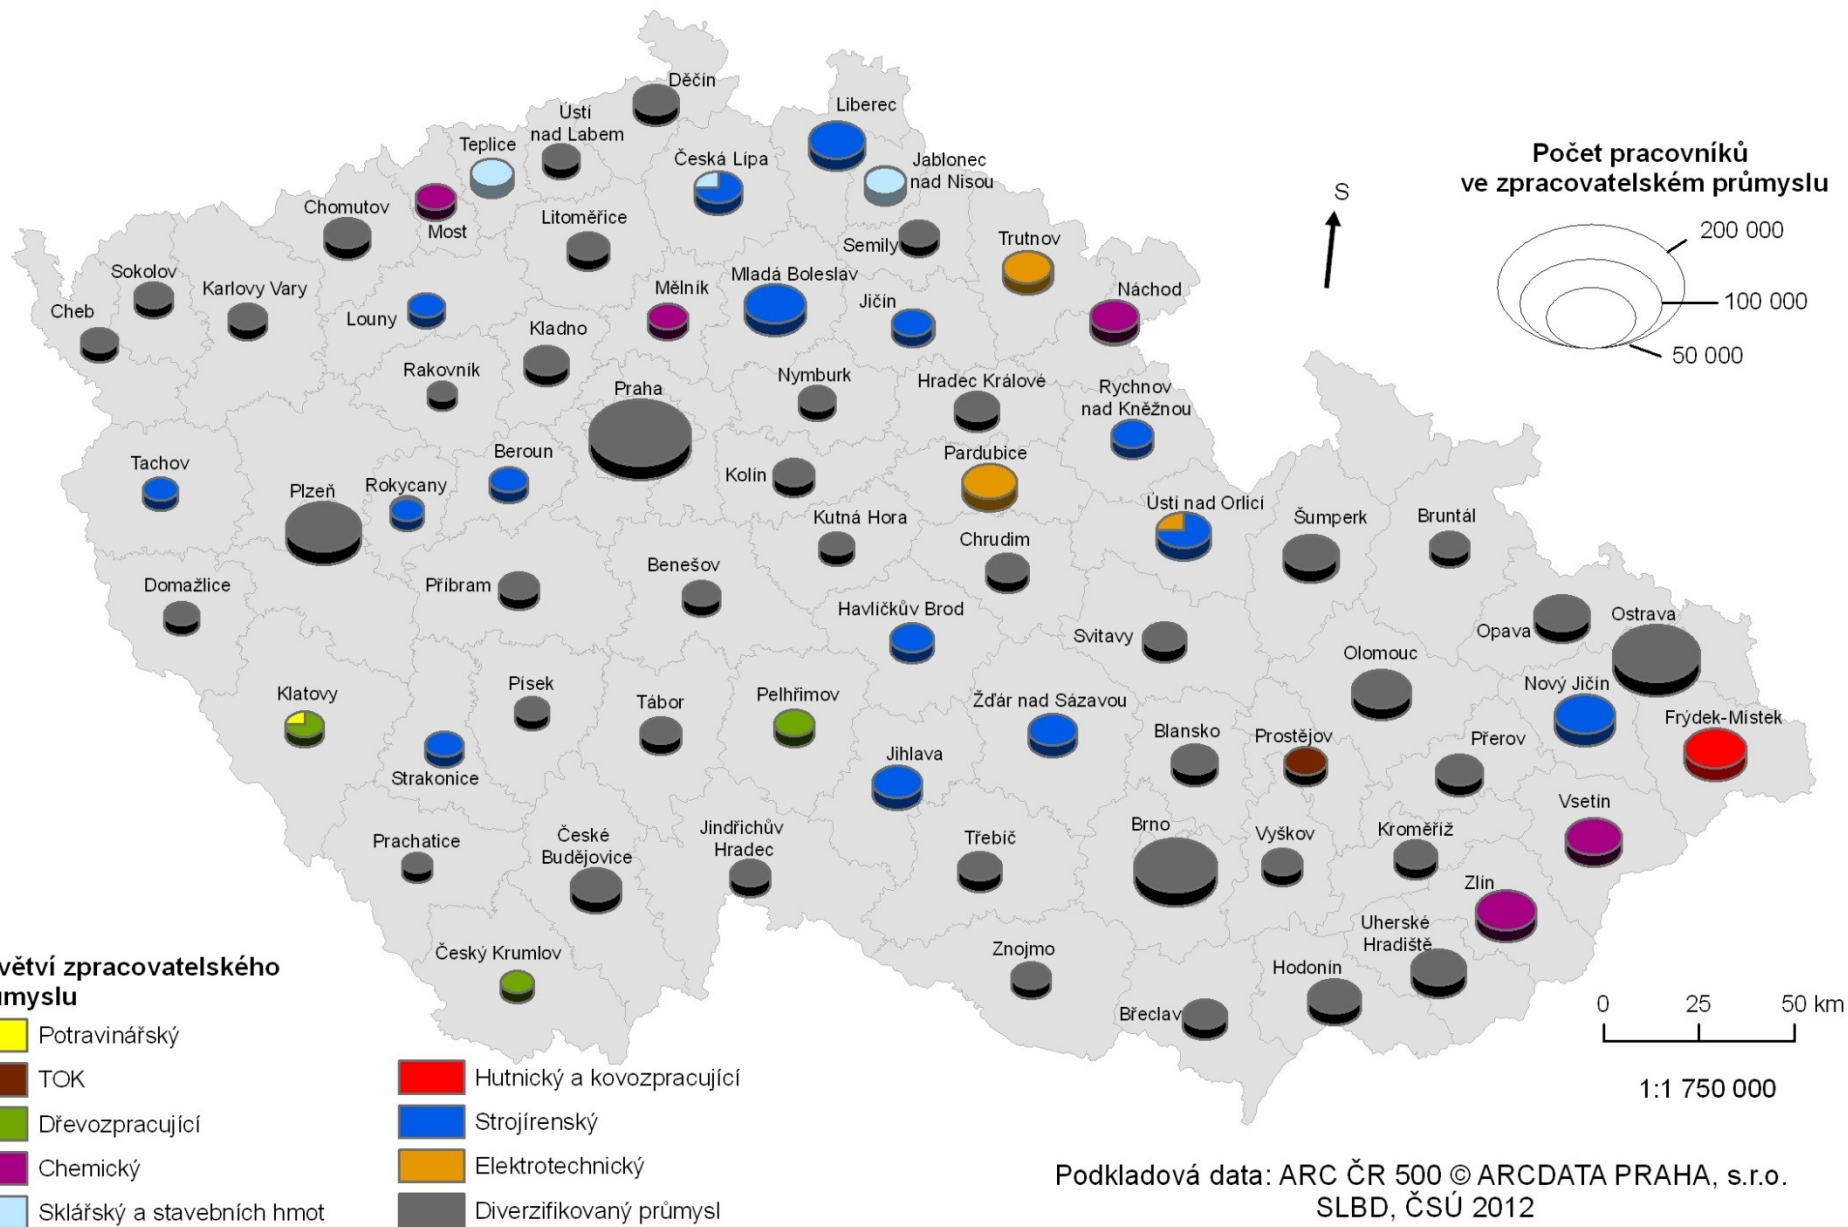 Děčín
Ústí
nad Labem
Liberec
Teplice
Česká Lípa
Jablonec
nad Nisou
Chomutov
Most
Litoměřice
Semily
Trutnov
Sokolov
Karlovy Vary
Cheb
Louny
Mělník
Mladá Boleslav
Jičín
Náchod
Kladno
Rakovník
Praha
Nymburk
Hradec Králové
Rychnov
nad Kněžnou
Tachov
Plzeň
Rokycany
Beroun
Kolín
Pardubice
Ústí nad Orlicí
Kutná Hora
Chrudim
Šumperk
Bruntál
Domažlice
Příbram
Benešov
Havlíčkův Brod
Svitavy
Opava
Ostrava
Olomouc
Nový Jičín
Frýdek-Místek
Klatovy
Písek
Tábor
Pelhřimov
Žďár nad Sázavou
Blansko
Prostějov
Přerov
Strakonice
Jihlava
Vsetín
Prachatice
České
Budějovice
Jindřichův
Hradec
Třebíč
Brno
Vyškov
Kroměříž
Zlín
Uherské
Hradiště
Český Krumlov
Znojmo
Hodonín
Břeclav
S
Počet pracovníků
ve zpracovatelském průmyslu
200 000
100 000
50 000
větví zpracovatelského
ůmyslu
Potravinářský
TOK
Dřevozpracující
Chemický
Sklářský a stavebních hmot
Hutnický a kovozpracující
Strojírenský
Elektrotechnický
Diverzifikovaný průmysl
0 25 50 km
1:1 750 000
Podkladová data: ARC ČR 500 © ARCDATA PRAHA, s.r.o.
SLBD, ČSÚ 2012